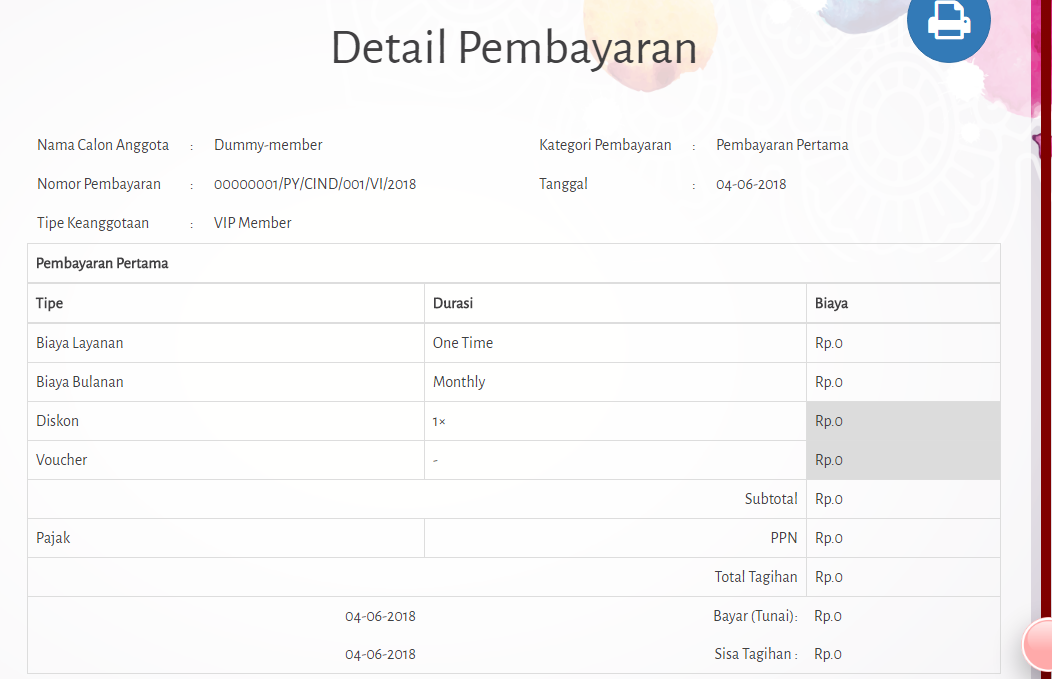 Detail Pembayaran
Nama Calon Anggota : Dummy-member Kategori Pembayaran : Pembayaran Pertama
Nomor Pembayaran : 00000001/PY/CIND/001/VI/2018 Tanggal : 04-06-2018
Tipe Keanggotaan : VIP Member
Pembayaran Pertama
Tipe Durasi Biaya
Biaya Layanan One Time Rp.0
Biaya Bulanan Monthly Rp.0
Diskon 1× Rp.0
Voucher - Rp.0
Subtotal Rp.0
Pajak PPN Rp.0
Total Tagihan Rp.0
04-06-2018 Bayar (Tunai): Rp.0
04-06-2018 Sisa Tagihan : Rp.0